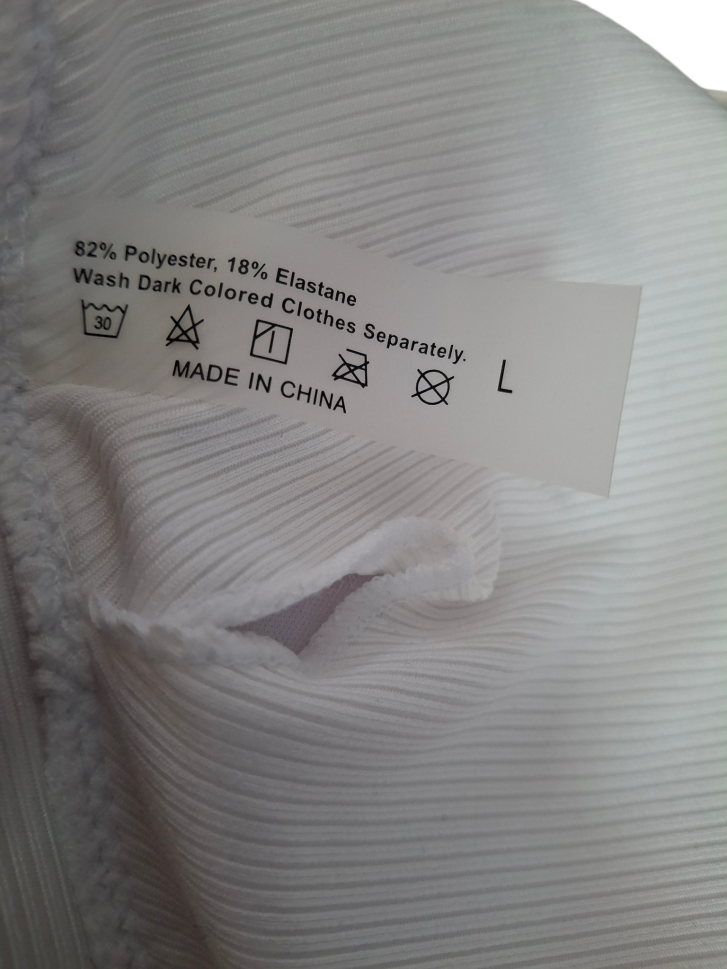 82% Polyester, 18% Elastane
Wash Dark Colored Clothes Separately.
30
L
MADE IN CHINA